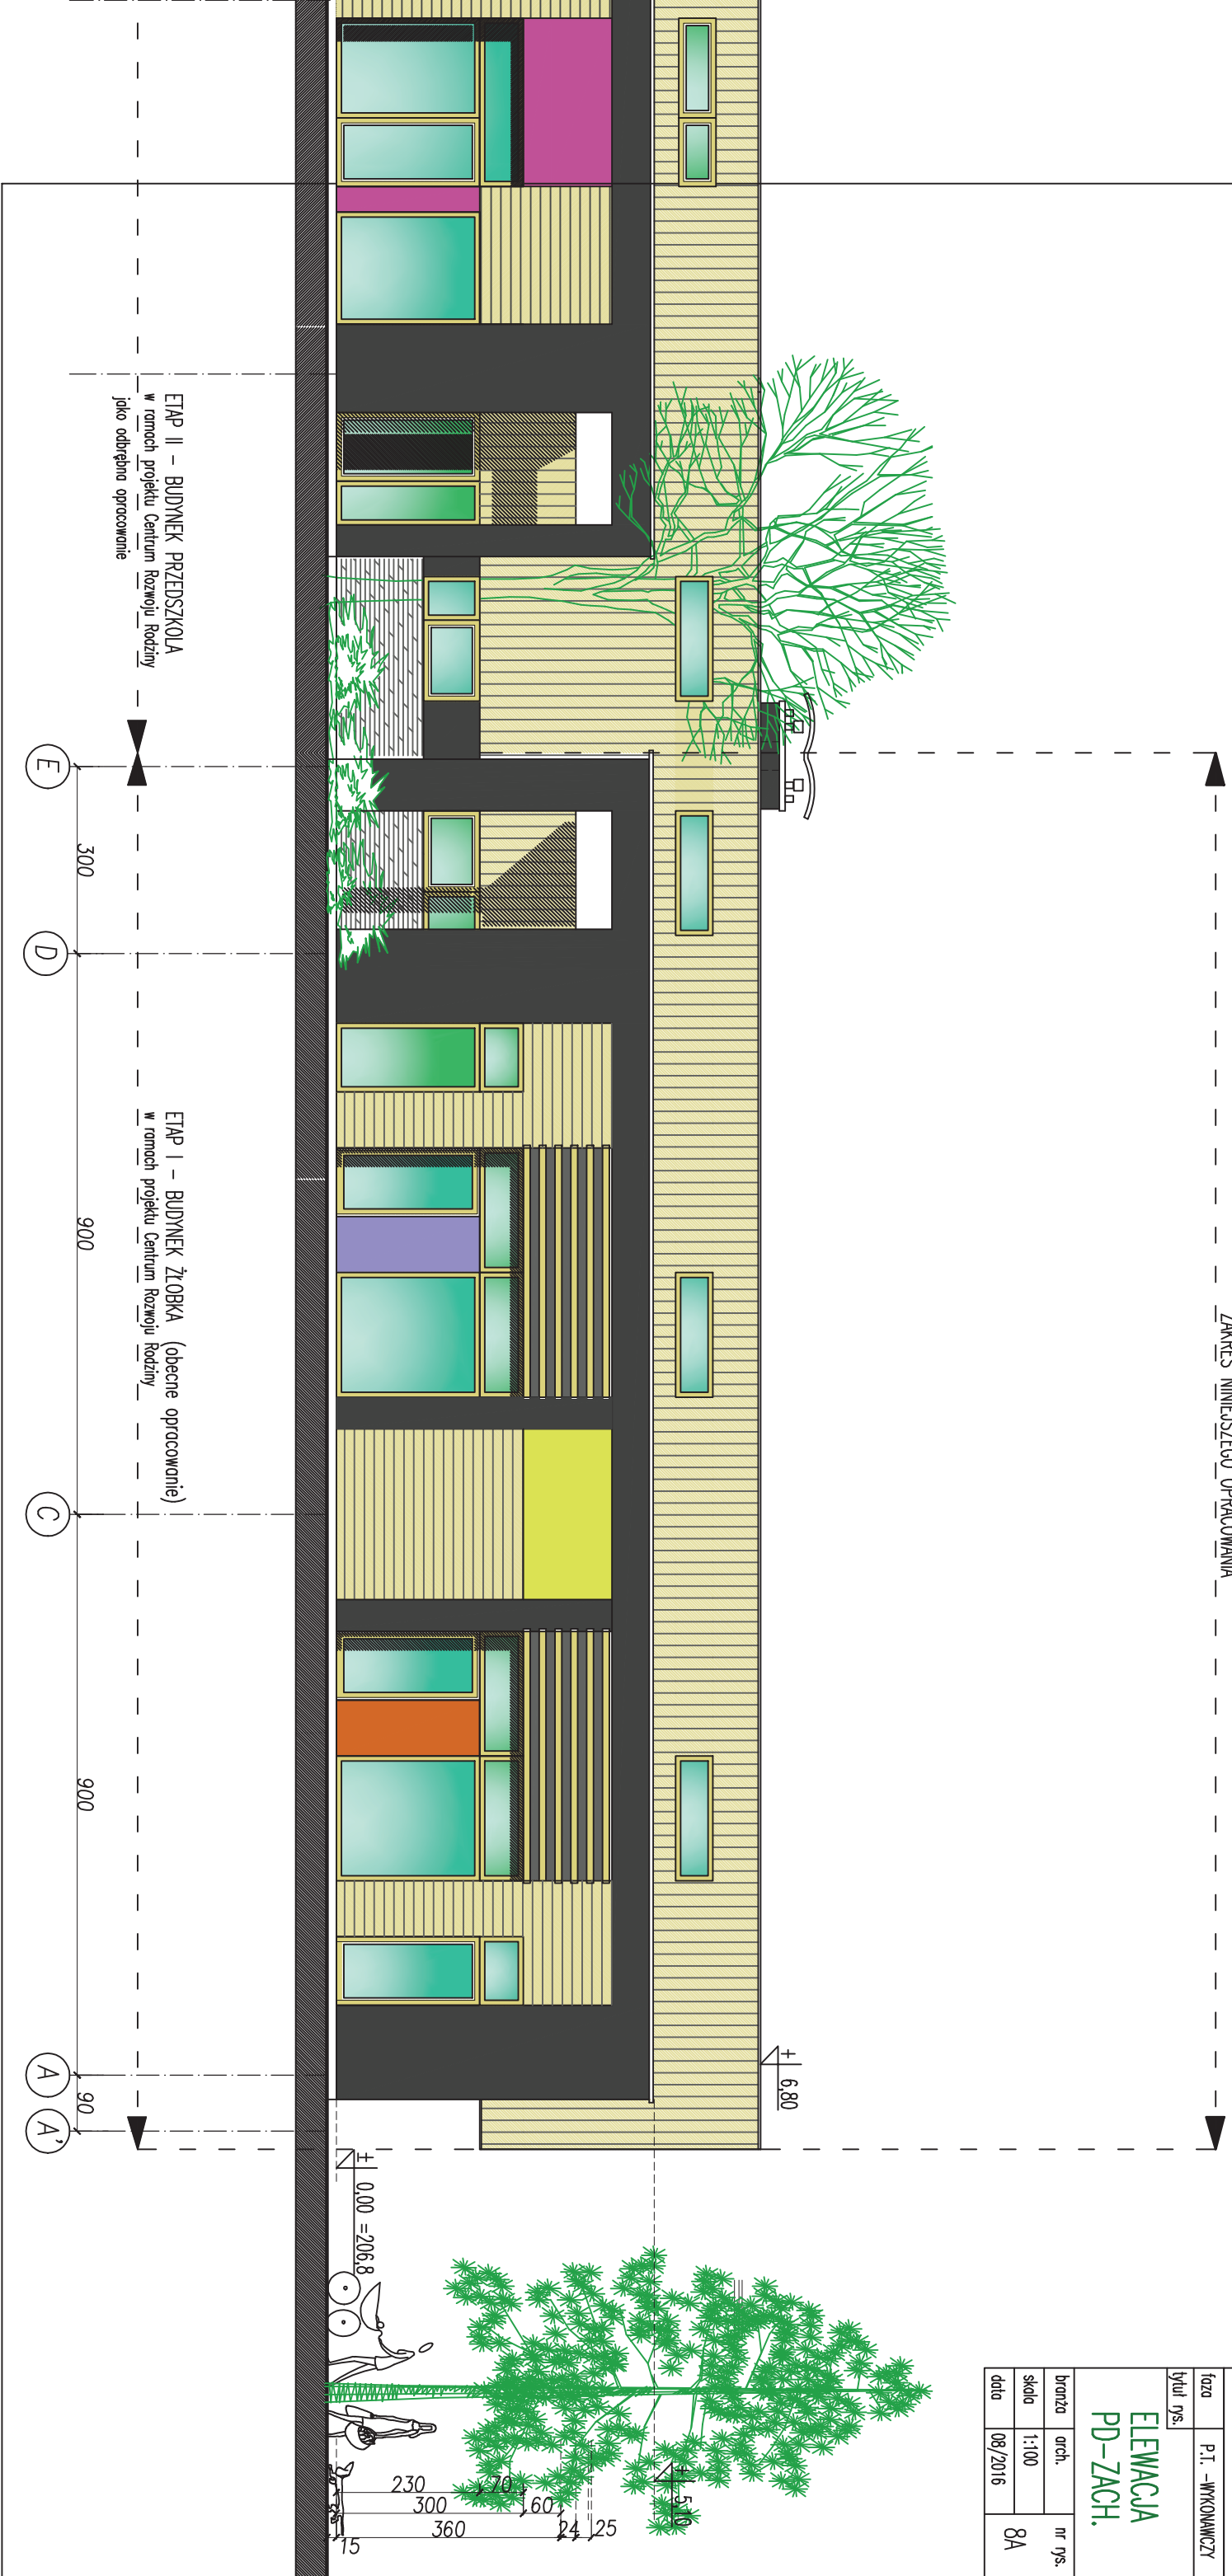 ZAKRES NINIEJSZEGO OPRACOWANIA
± 6,80
± 5,10
± 0,00 =206,8
ETAP II – BUDYNEK PRZEDSZKOLA
w ramach projektu Centrum Rozwoju Rodziny
jako odbrębna opracowanie
ETAP I – BUDYNEK ŻŁOBKA (obecne opracowanie)
w ramach projektu Centrum Rozwoju Rodziny
300
900
900
90
E
D
C
A
A'
230
70
300
60
360
24
25
15
faza P.T. -WYKONAWCZY
tytuł rys.
ELEWACJA
PD-ZACH.
branża arch. nr rys.
skala 1:100 8A
data 08/2016